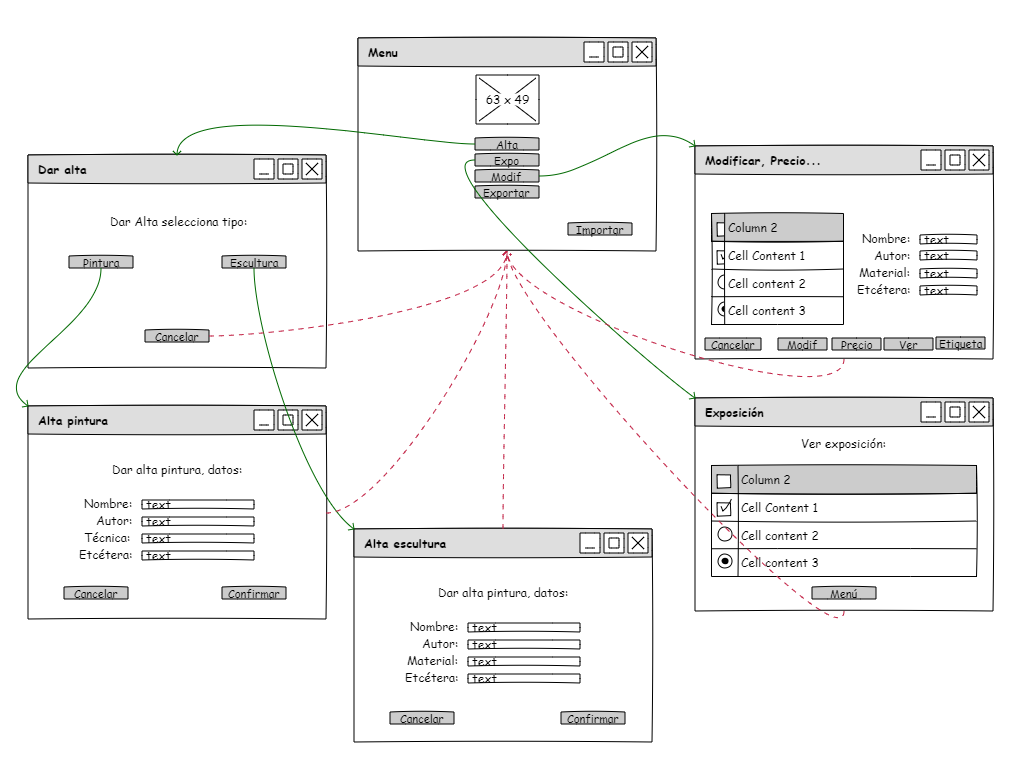 Menu
63 x 49
Alta
Expo
Modif
Exportar
Importar
Dar alta
Dar Alta selecciona tipo:
Pintura
Escultura
Cancelar
Modificar, Precio...
Column 2
Cell Content 1
Cell content 2
Cell content 3
Nombre: text
Autor: text
Material: text
Etcétera: text
Cancelar
Modif
Precio
Ver
Etiqueta
Alta pintura
Dar alta pintura, datos:
Nombre: text
Autor: text
Técnica: text
Etcétera: text
Cancelar
Confirmar
Exposición
Ver exposición:
Column 2
Cell Content 1
Cell content 2
Cell content 3
Menú
Alta escultura
Dar alta pintura, datos:
Nombre: text
Autor: text
Material: text
Etcétera: text
Cancelar
Confirmar